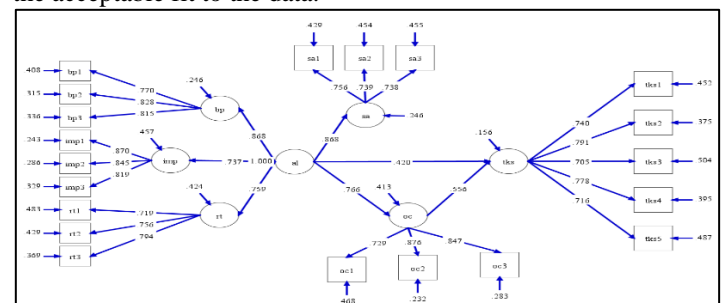 the acceptable fit to the data.
.429 .454 .455
sa1 sa2 sa3
.756 .739 .738
sa
.246
.868
408 bp1 .770
315 bp2 .828
.336 bp3 .815
.246 bp
.868
.243 imp1 .870
.286 imp2 .845
.329 imp3 .819
.457 imp
.737 1.000
sl
.483 rt1 .719
.429 rt2 .756
.369 rt3 .794
.424 rt
.759
.420
.156
tks
.766
.413
oc
.556
.729 .876 .847
oc1 oc2 oc3
.468 .232 .283
740 tks1 .452
.791 tks2 .375
.705 tks3 .504
.778 tks4 .395
.716 tks5 .487